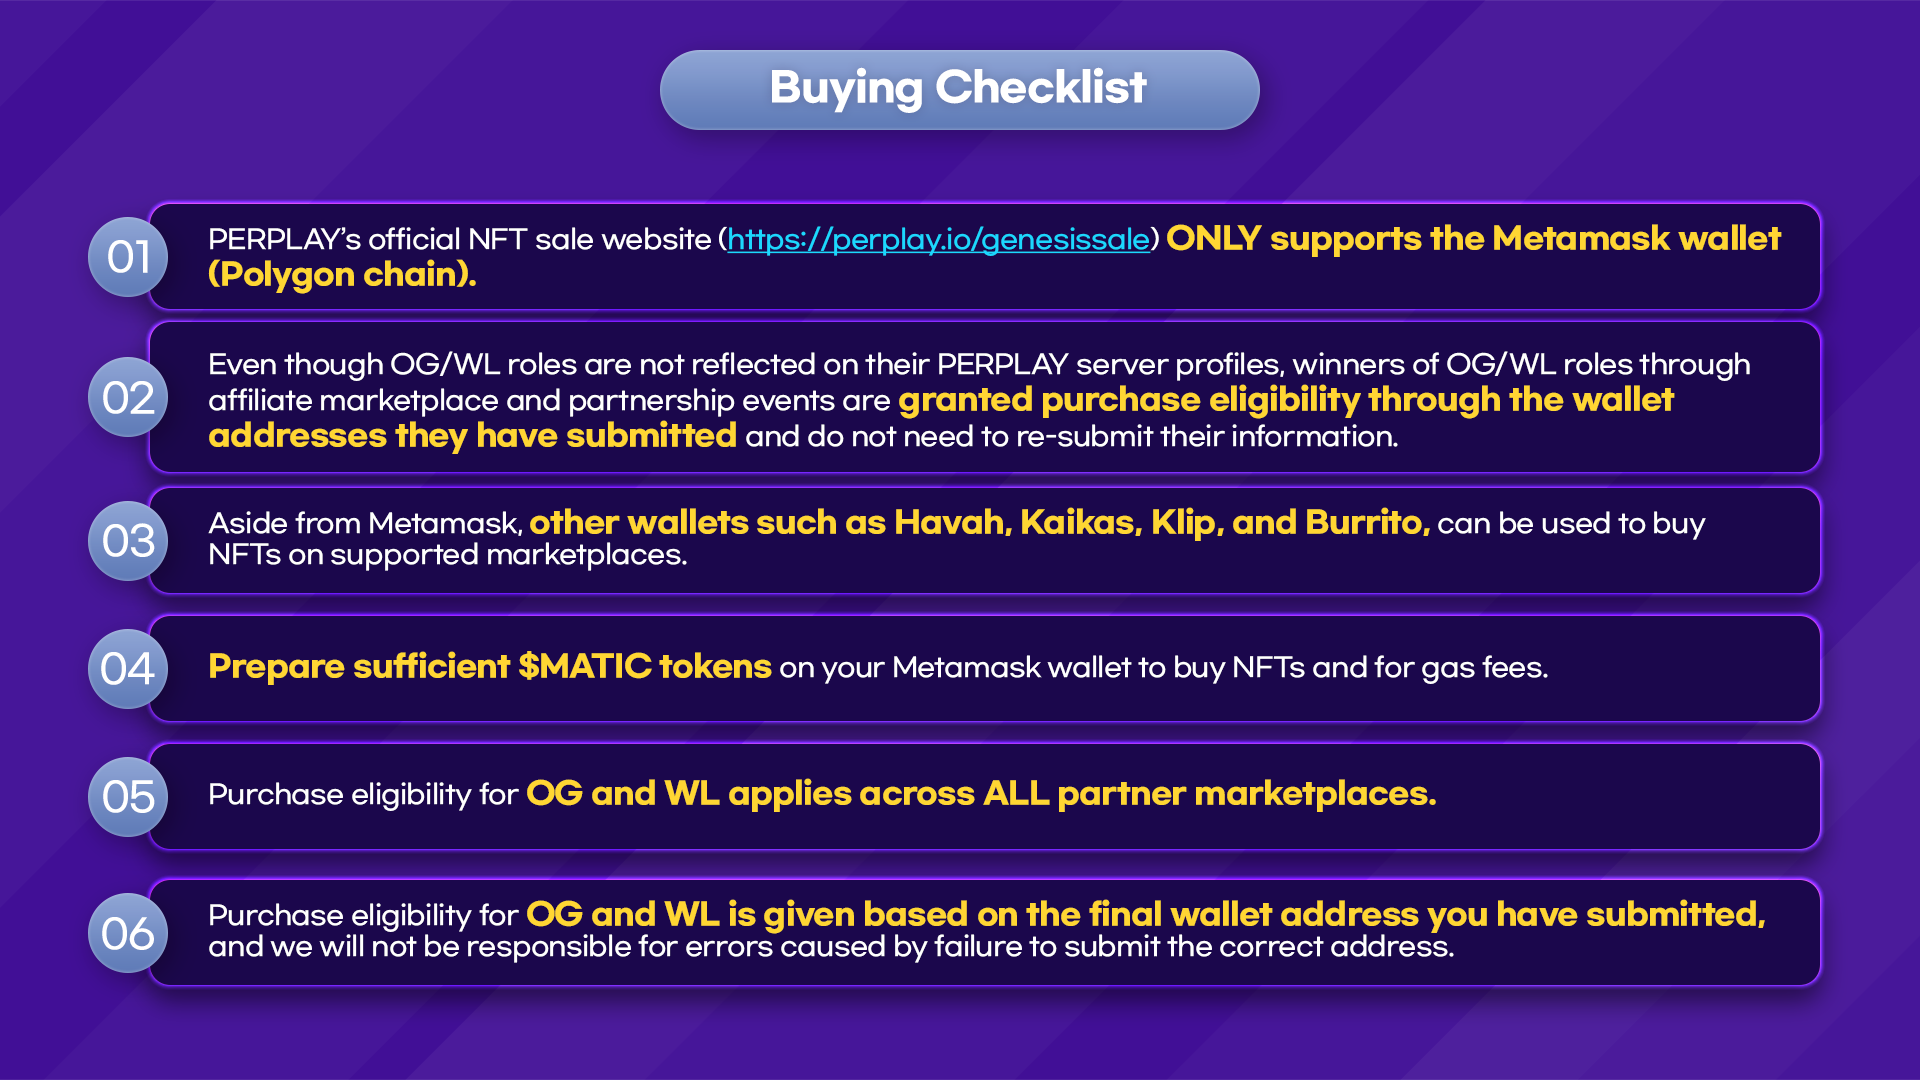 Buying Checklist
01
PERPLAY’s official NFT sale website (https://perplay.io/genesissale) ONLY supports the Metamask wallet
(Polygon chain).
02
Even though OG/WL roles are not reflected on their PERPLAY server profiles, winners of OG/WL roles through
affiliate marketplace and partnership events are granted purchase eligibility through the wallet
addresses they have submitted and do not need to re-submit their information.
03
Aside from Metamask, other wallets such as Havah, Kaikas, Klip, and Burrito, can be used to buy
NFTs on supported marketplaces.
04
Prepare sufficient $MATIC tokens on your Metamask wallet to buy NFTs and for gas fees.
05
Purchase eligibility for OG and WL applies across ALL partner marketplaces.
06
Purchase eligibility for OG and WL is given based on the final wallet address you have submitted,
and we will not be responsible for errors caused by failure to submit the correct address.